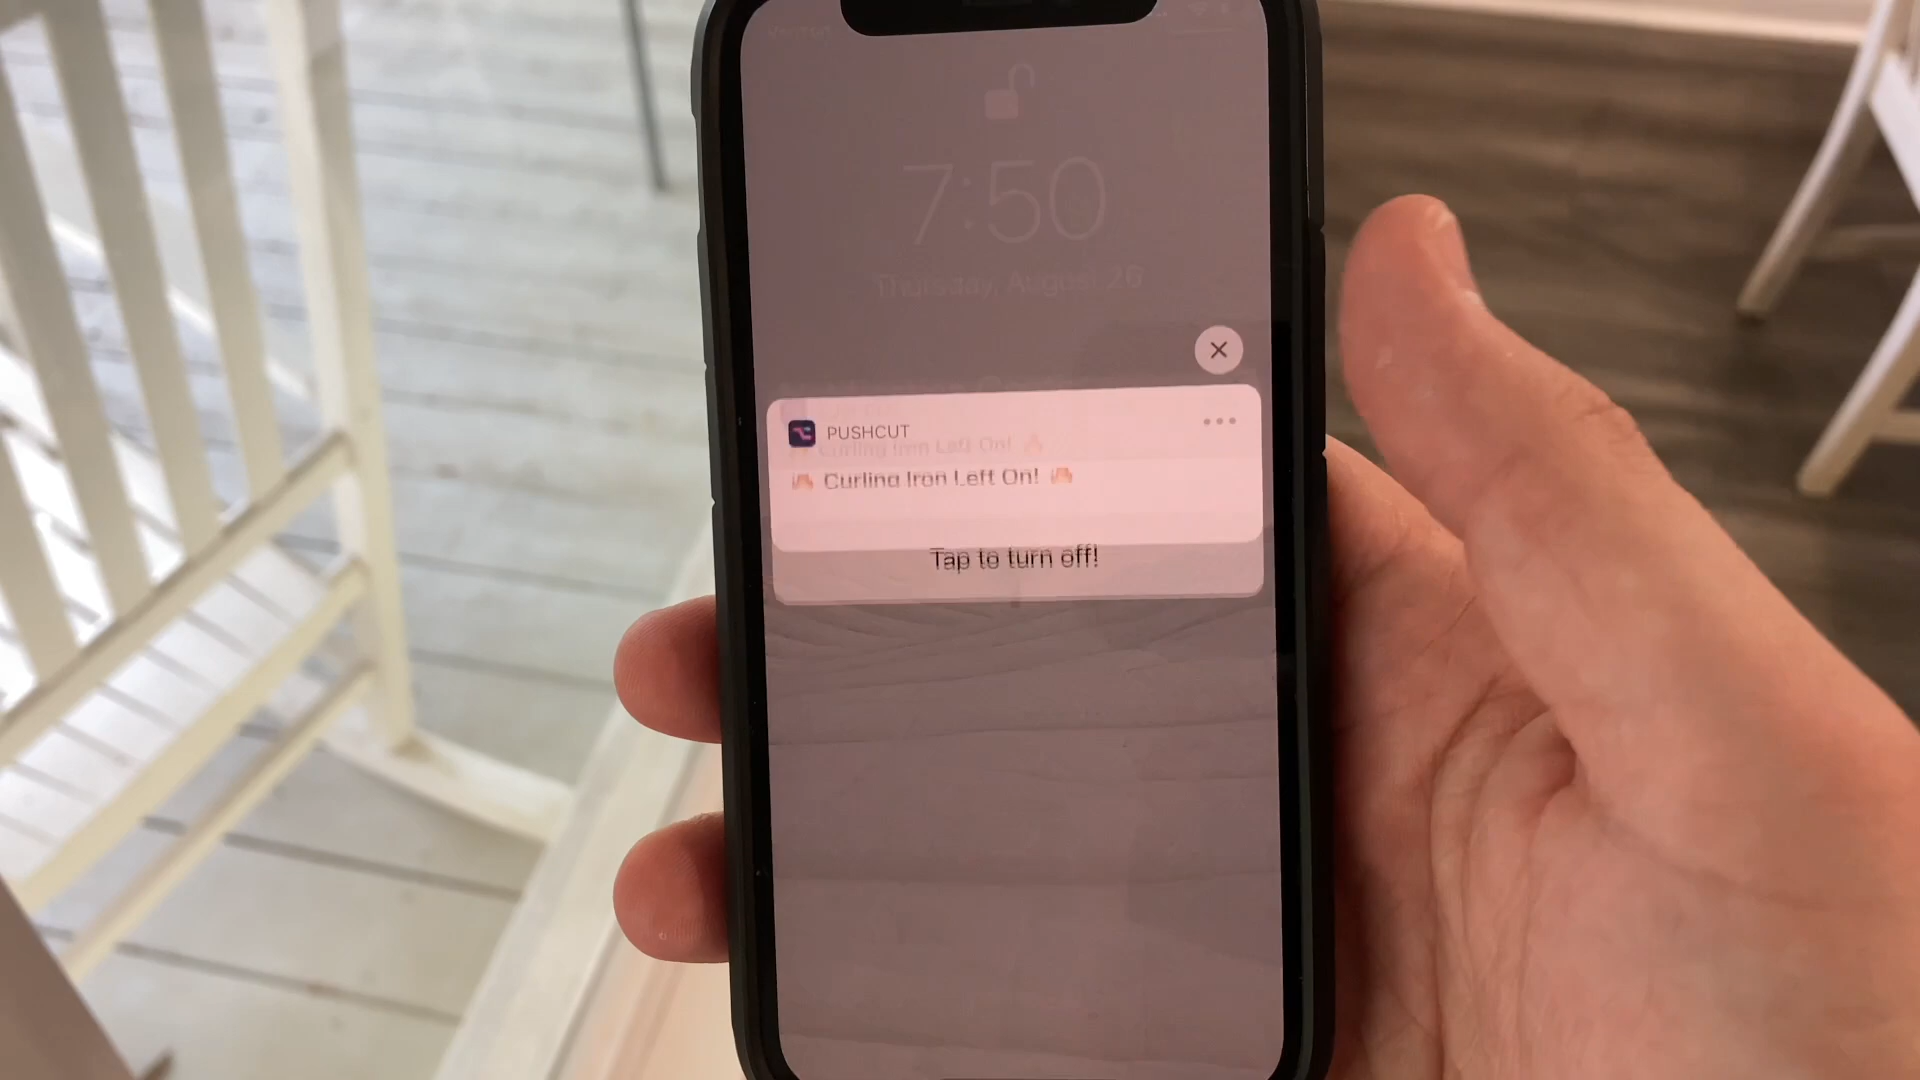 7:50
Thursday, August 26
PUSHCUT
Curling Iron Left On!
🔥 Curling Iron Left On! 🔥
Tap to turn off!